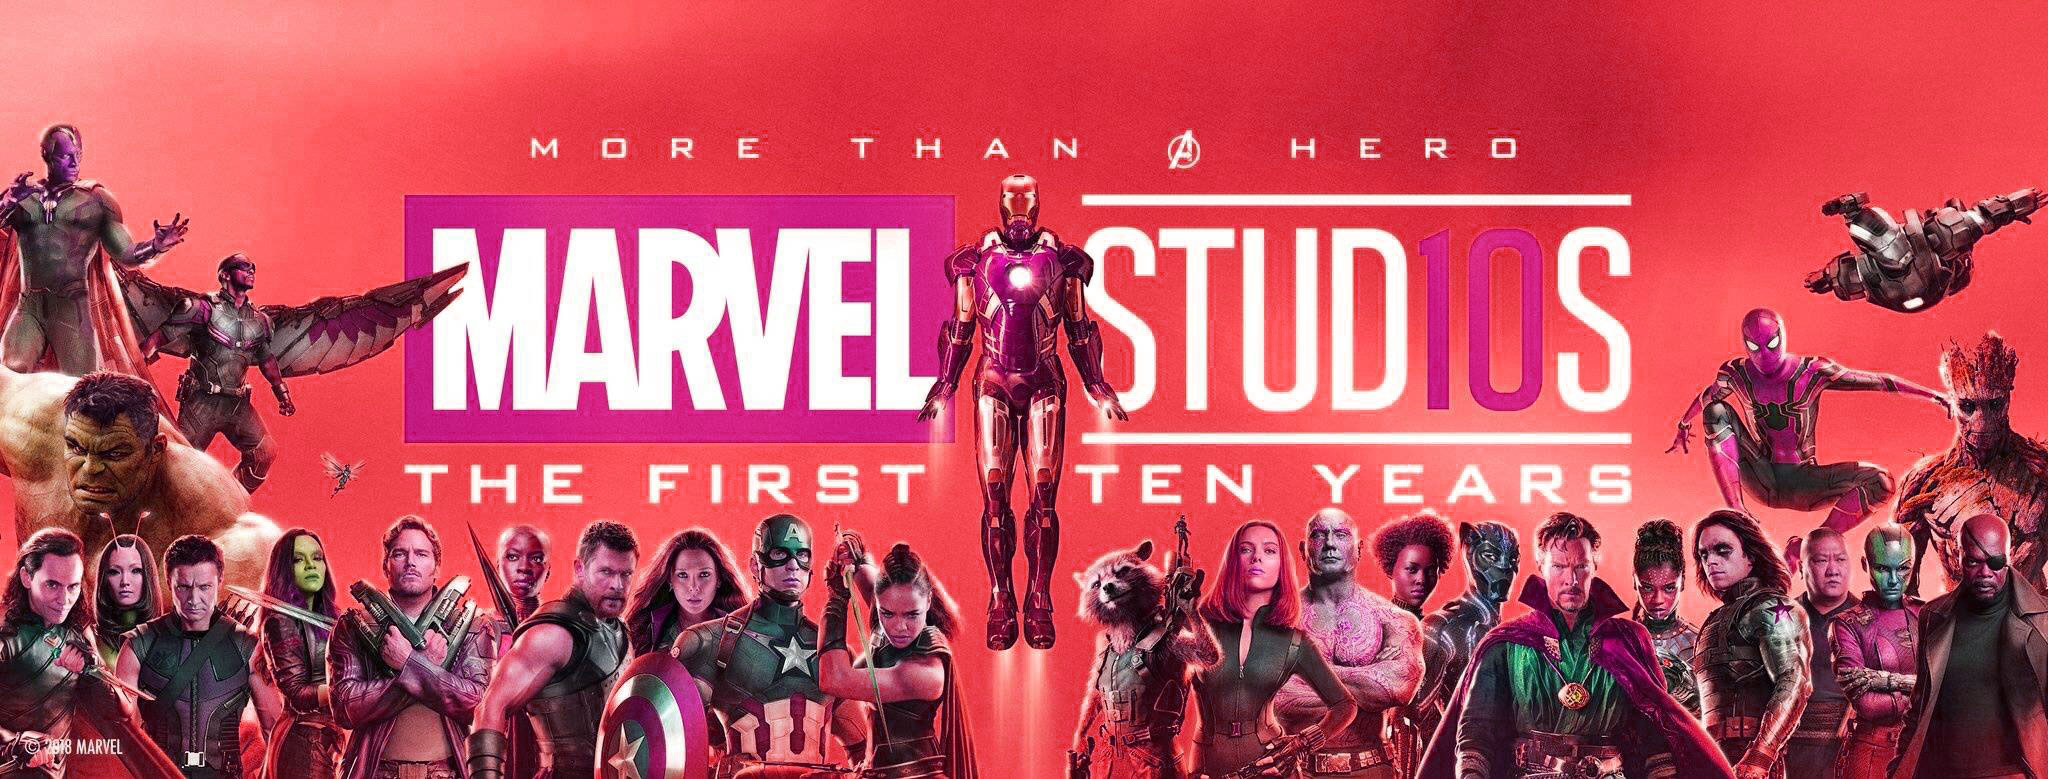 MORE THAN A HERO
MARVEL STUD10S
THE FIRST TEN YEARS
A
© 2018 MARVEL